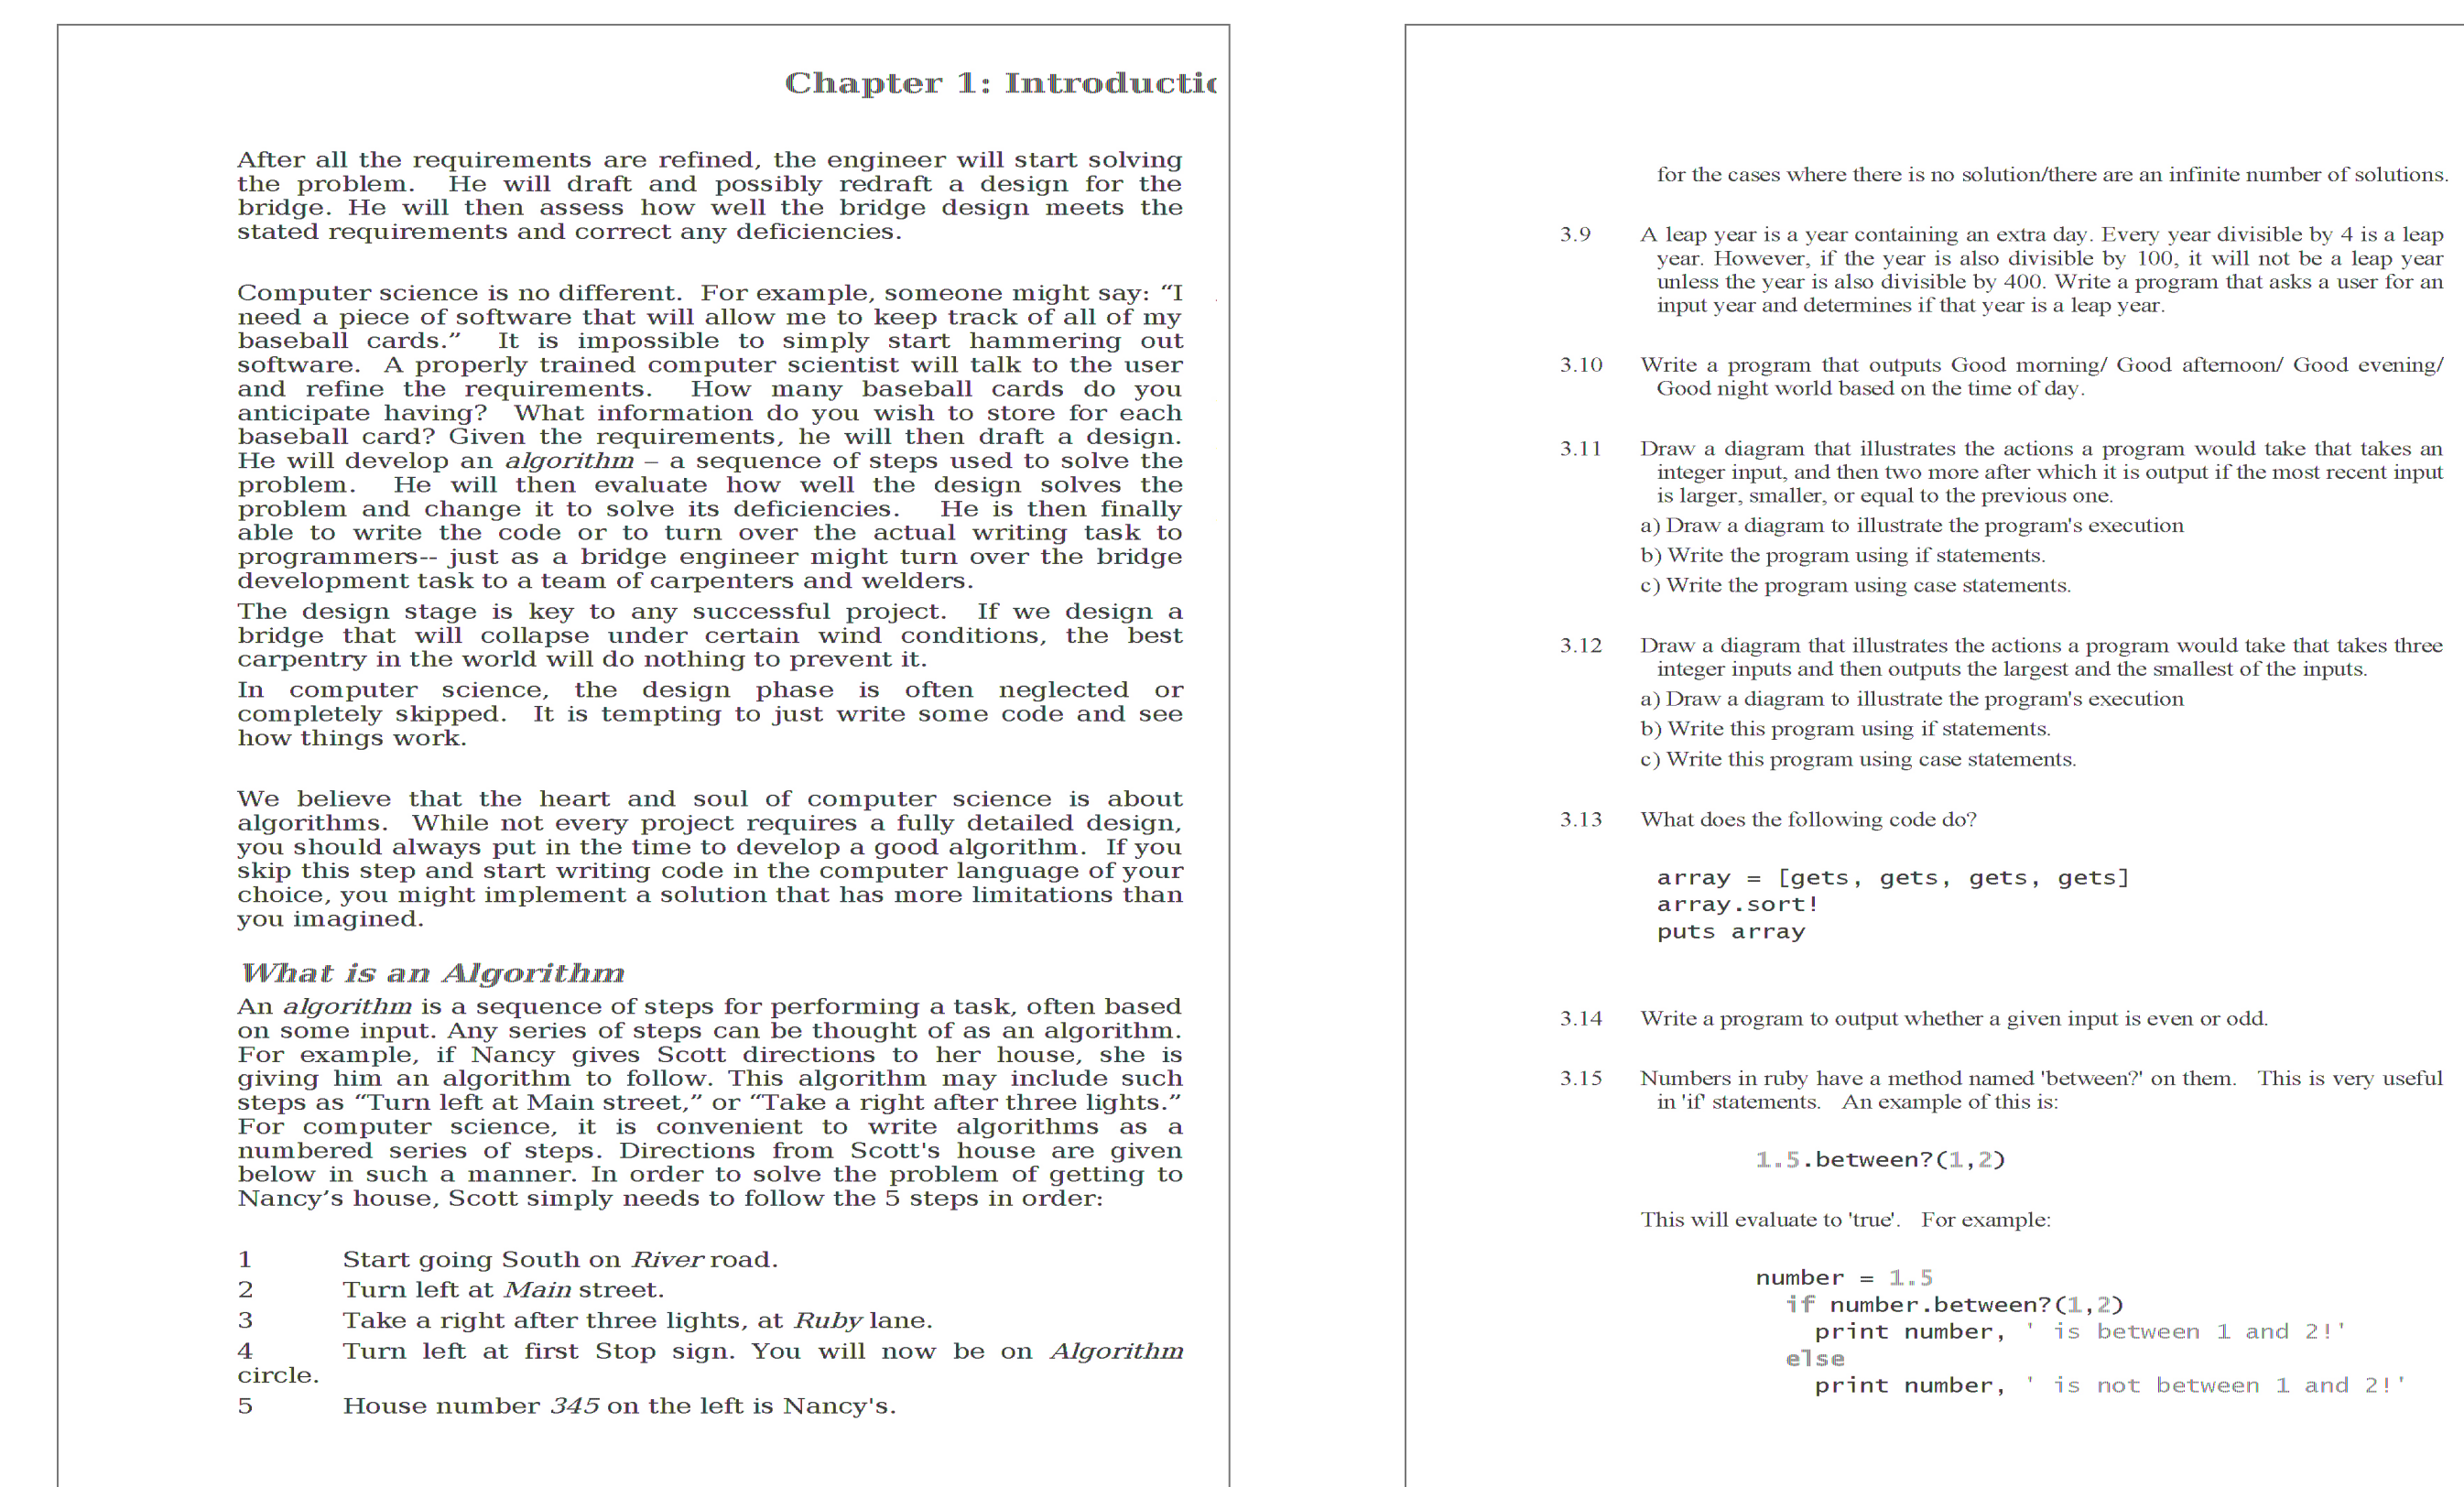 Chapter 1: Introductio
After all the requirements are refined, the engineer will start solving
the problem.  He will draft and possibly redraft a design for the
bridge. He will then assess how well the bridge design meets the
stated requirements and correct any deficiencies.
Computer science is no different.  For example, someone might say: “I
need a piece of software that will allow me to keep track of all of my
baseball cards.”  It is impossible to simply start hammering out
software.  A properly trained computer scientist will talk to the user
and refine the requirements.  How many baseball cards do you
anticipate having?  What information do you wish to store for each
baseball card? Given the requirements, he will then draft a design.
He will develop an algorithm – a sequence of steps used to solve the
problem.  He will then evaluate how well the design solves the
problem and change it to solve its deficiencies.  He is then finally
able to write the code or to turn over the actual writing task to
programmers-- just as a bridge engineer might turn over the bridge
development task to a team of carpenters and welders.
The design stage is key to any successful project.  If we design a
bridge that will collapse under certain wind conditions, the best
carpentry in the world will do nothing to prevent it.
In computer science, the design phase is often neglected or
completely skipped.  It is tempting to just write some code and see
how things work.
We believe that the heart and soul of computer science is about
algorithms.  While not every project requires a fully detailed design,
you should always put in the time to develop a good algorithm.  If you
skip this step and start writing code in the computer language of your
choice, you might implement a solution that has more limitations than
you imagined.
What is an Algorithm
An algorithm is a sequence of steps for performing a task, often based
on some input. Any series of steps can be thought of as an algorithm.
For example, if Nancy gives Scott directions to her house, she is
giving him an algorithm to follow. This algorithm may include such
steps as “Turn left at Main street,” or “Take a right after three lights.”
For computer science, it is convenient to write algorithms as a
numbered series of steps. Directions from Scott's house are given
below in such a manner. In order to solve the problem of getting to
Nancy’s house, Scott simply needs to follow the 5 steps in order:
1 Start going South on River road.
2 Turn left at Main street.
3 Take a right after three lights, at Ruby lane.
4 Turn left at first Stop sign. You will now be on Algorithm
circle.
5 House number 345 on the left is Nancy's.
for the cases where there is no solution/there are an infinite number of solutions.
3.9 A leap year is a year containing an extra day. Every year divisible by 4 is a leap
year. However, if the year is also divisible by 100, it will not be a leap year
unless the year is also divisible by 400. Write a program that asks a user for an
input year and determines if that year is a leap year.
3.10 Write a program that outputs Good morning/ Good afternoon/ Good evening/
Good night world based on the time of day.
3.11 Draw a diagram that illustrates the actions a program would take that takes an
integer input, and then two more after which it is output if the most recent input
is larger, smaller, or equal to the previous one.
a) Draw a diagram to illustrate the program's execution
b) Write the program using if statements.
c) Write the program using case statements.
3.12 Draw a diagram that illustrates the actions a program would take that takes three
integer inputs and then outputs the largest and the smallest of the inputs.
a) Draw a diagram to illustrate the program's execution
b) Write this program using if statements.
c) Write this program using case statements.
3.13 What does the following code do?
array = [gets, gets, gets, gets]
array.sort!
puts array
3.14 Write a program to output whether a given input is even or odd.
3.15 Numbers in ruby have a method named 'between?' on them.  This is very useful
in 'if' statements.  An example of this is:
1.5.between?(1,2)
This will evaluate to 'true'.  For example:
number = 1.5
if number.between?(1,2)
print number, ' is between 1 and 2!'
else
print number, ' is not between 1 and 2!'